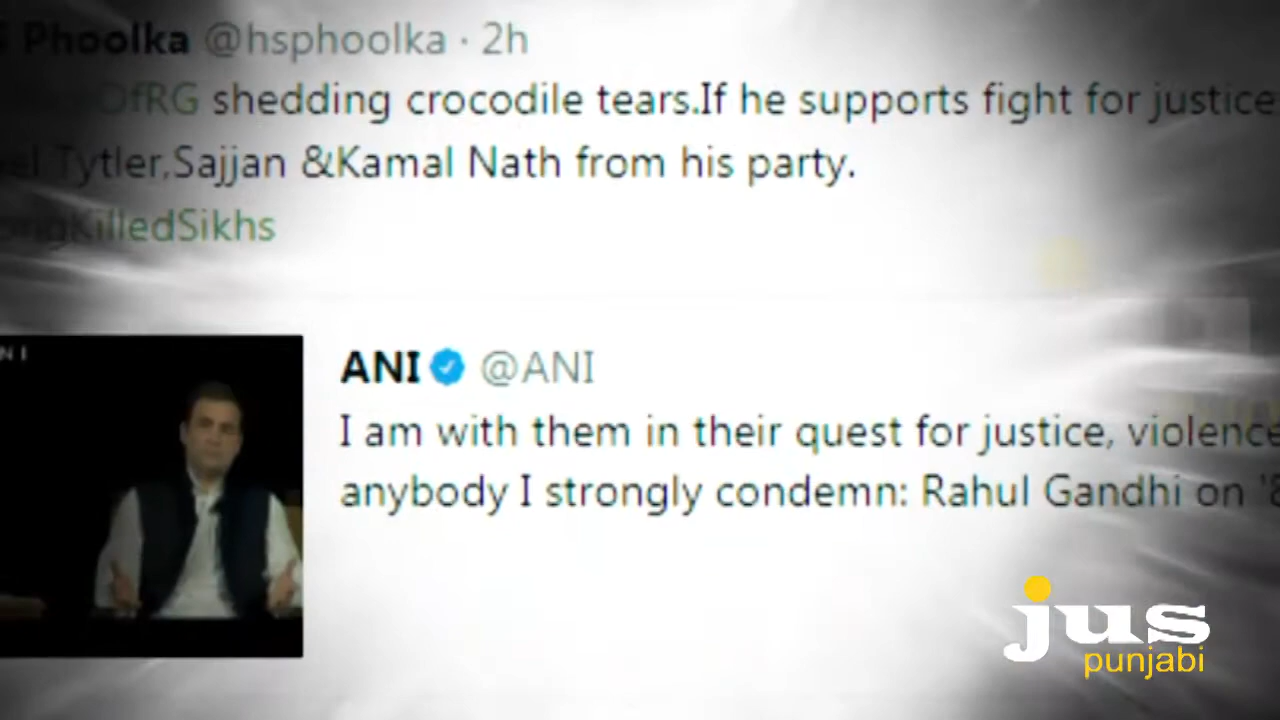 Phoolka @hsphoolka · 2h
OfRG shedding crocodile tears.If he supports fight for justice
Tytler,Sajjan &Kamal Nath from his party.
KilledSikhs
ANI @ANI
I am with them in their quest for justice, violence
anybody I strongly condemn: Rahul Gandhi on
jus
punjabi